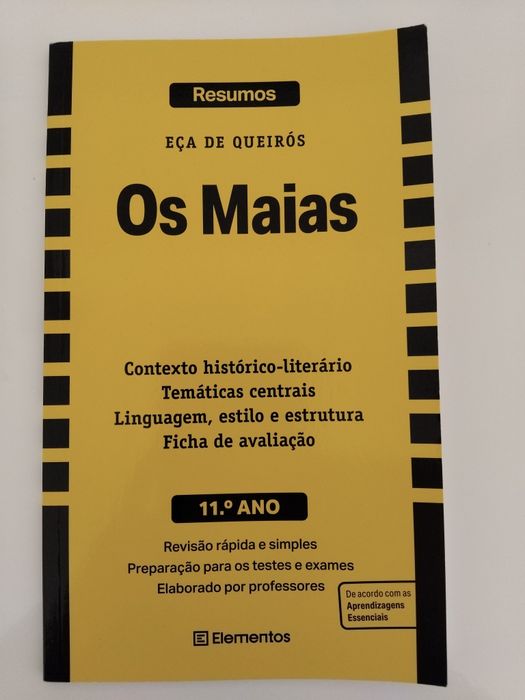 Resumos
EÇA DE QUEIRÓS
Os Maias
Contexto histórico-literário
Temáticas centrais
Linguagem, estilo e estrutura
Ficha de avaliação
11.º ANO
Revisão rápida e simples
Preparação para os testes e exames
Elaborado por professores
De acordo com as
Aprendizagens
Essenciais
E Elementos